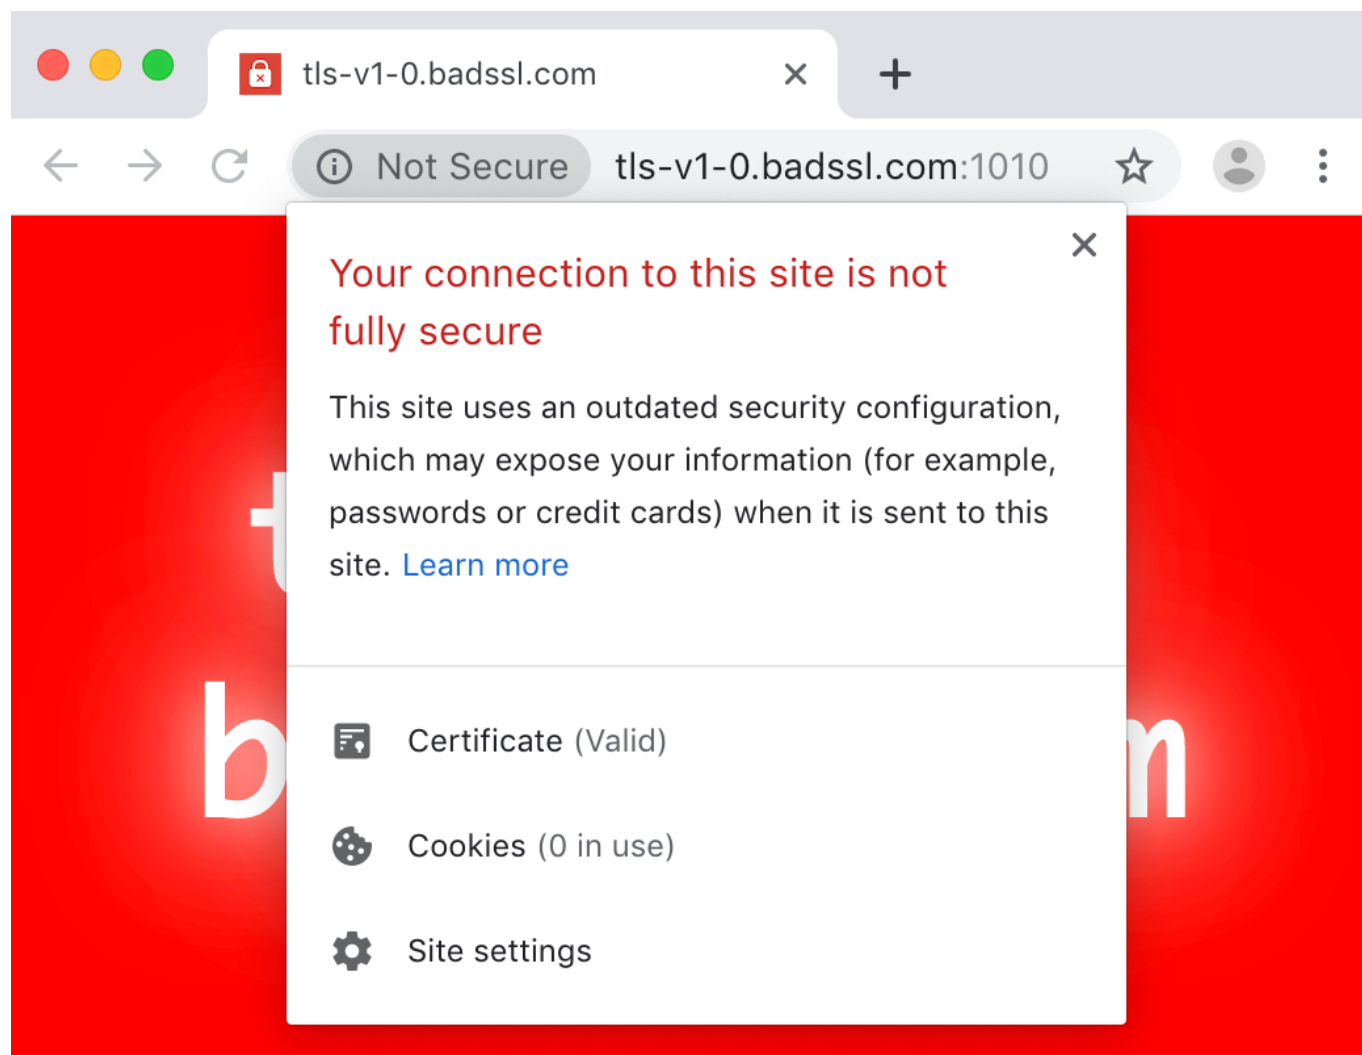 tls-v1-0.badssl.com
Not Secure tls-v1-0.badssl.com:1010
Your connection to this site is not
fully secure
This site uses an outdated security configuration,
which may expose your information (for example,
passwords or credit cards) when it is sent to this
site. Learn more
t
b m
Certificate (Valid)
Cookies (0 in use)
Site settings